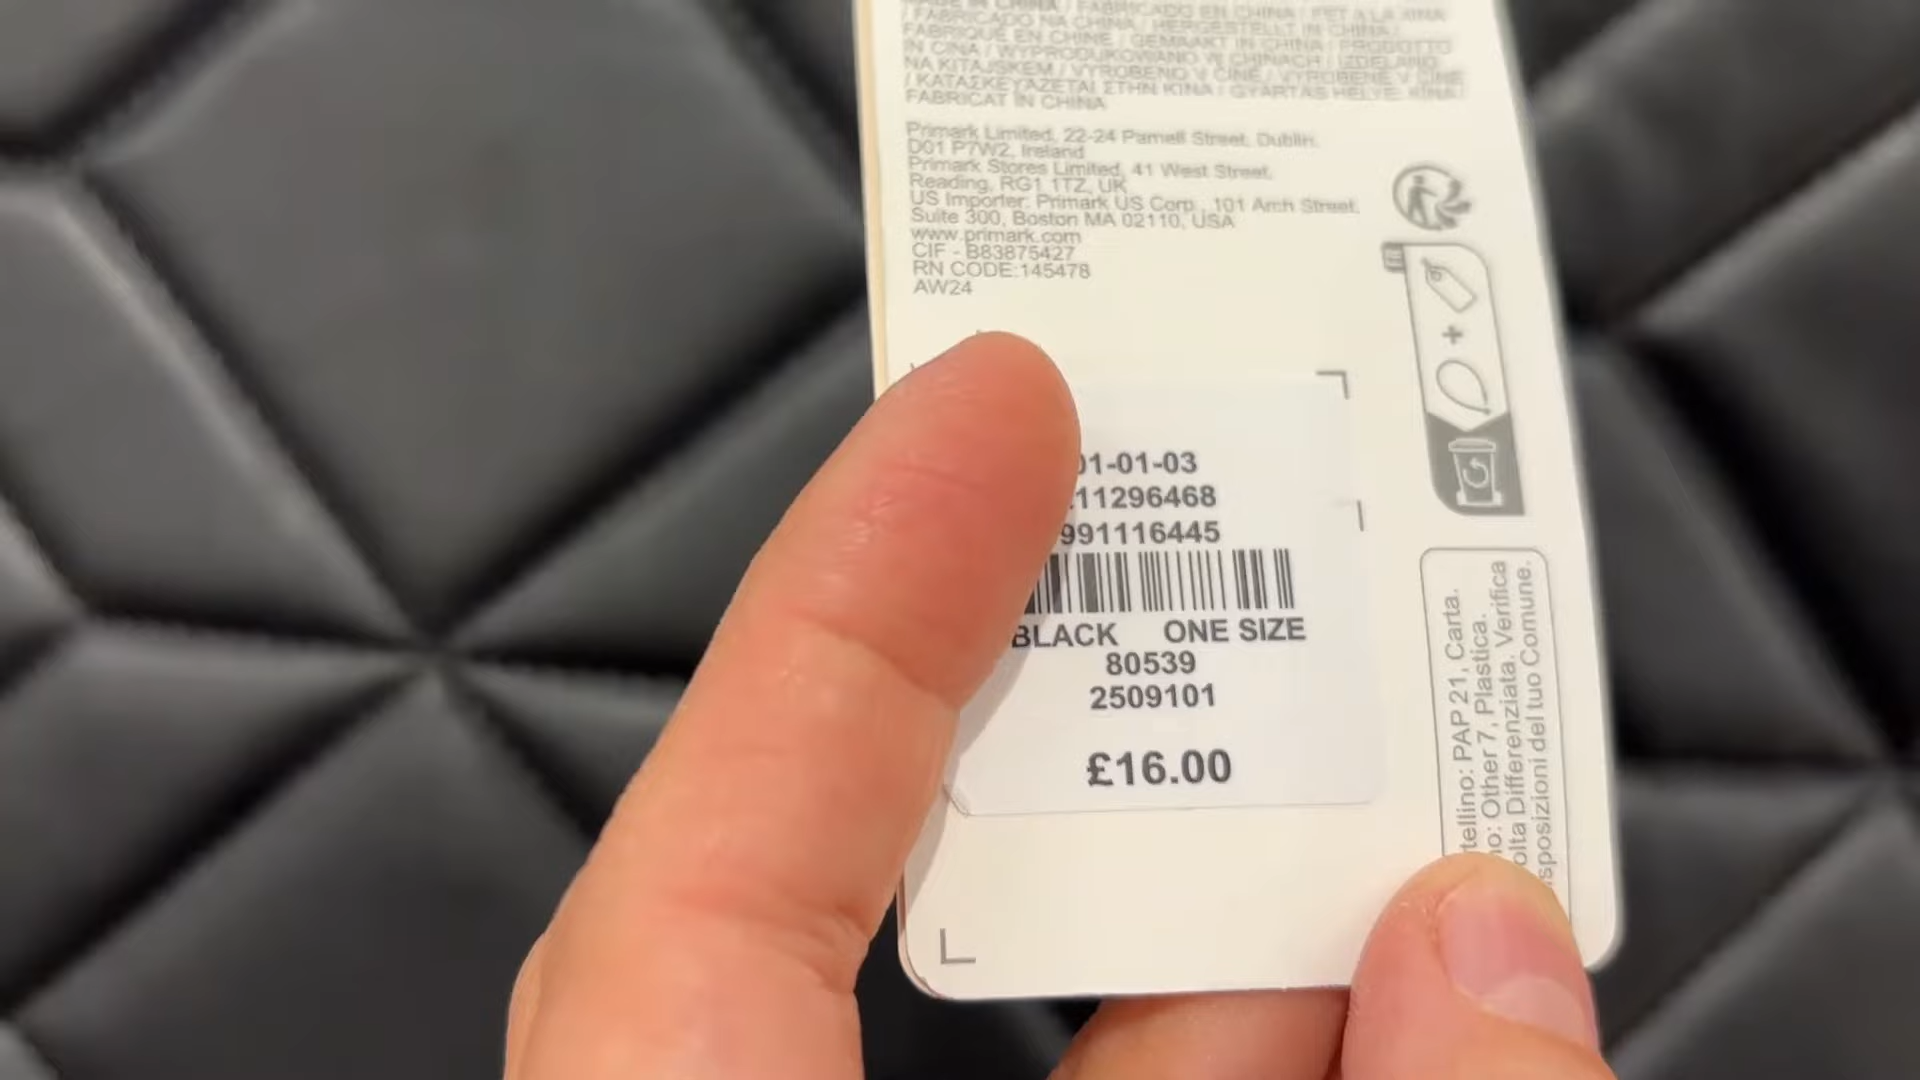 MADE IN CHINA / FABRICADO EN CHINA / FET A LA XINA
/ FABRICADO NA CHINA / HERGESTELLT IN CHINA /
FABRIQUÉ EN CHINE / GEMAAKT IN CHINA / PRODOTTO
IN CINA / WYPRODUKOWANO W CHINACH / IZDELANO
NA KITAJSKEM / VYROBENO V ČÍNĚ / VYROBENÉ V ČÍNE
/ ΚΑΤΑΣΚΕΥΑΖΕΤΑΙ ΣΤΗΝ ΚΙΝΑ / GYÁRTÁS HELYE: KÍNA /
FABRICAT ÎN CHINA
Primark Limited, 22-24 Parnell Street, Dublin,
D01 P7W2, Ireland
Primark Stores Limited, 41 West Street,
Reading, RG1 1TZ, UK
US Importer: Primark US Corp., 101 Arch Street,
Suite 300, Boston MA 02110, USA
www.primark.com
CIF - B83875427
RN CODE:145478
AW24
FR
01-01-03
11296468
991116445
BLACK ONE SIZE
80539
2509101
£16.00
tellino: PAP 21, Carta.
no: Other 7, Plastica.
olta Differenziata. Verifica
sposizioni del tuo Comune.